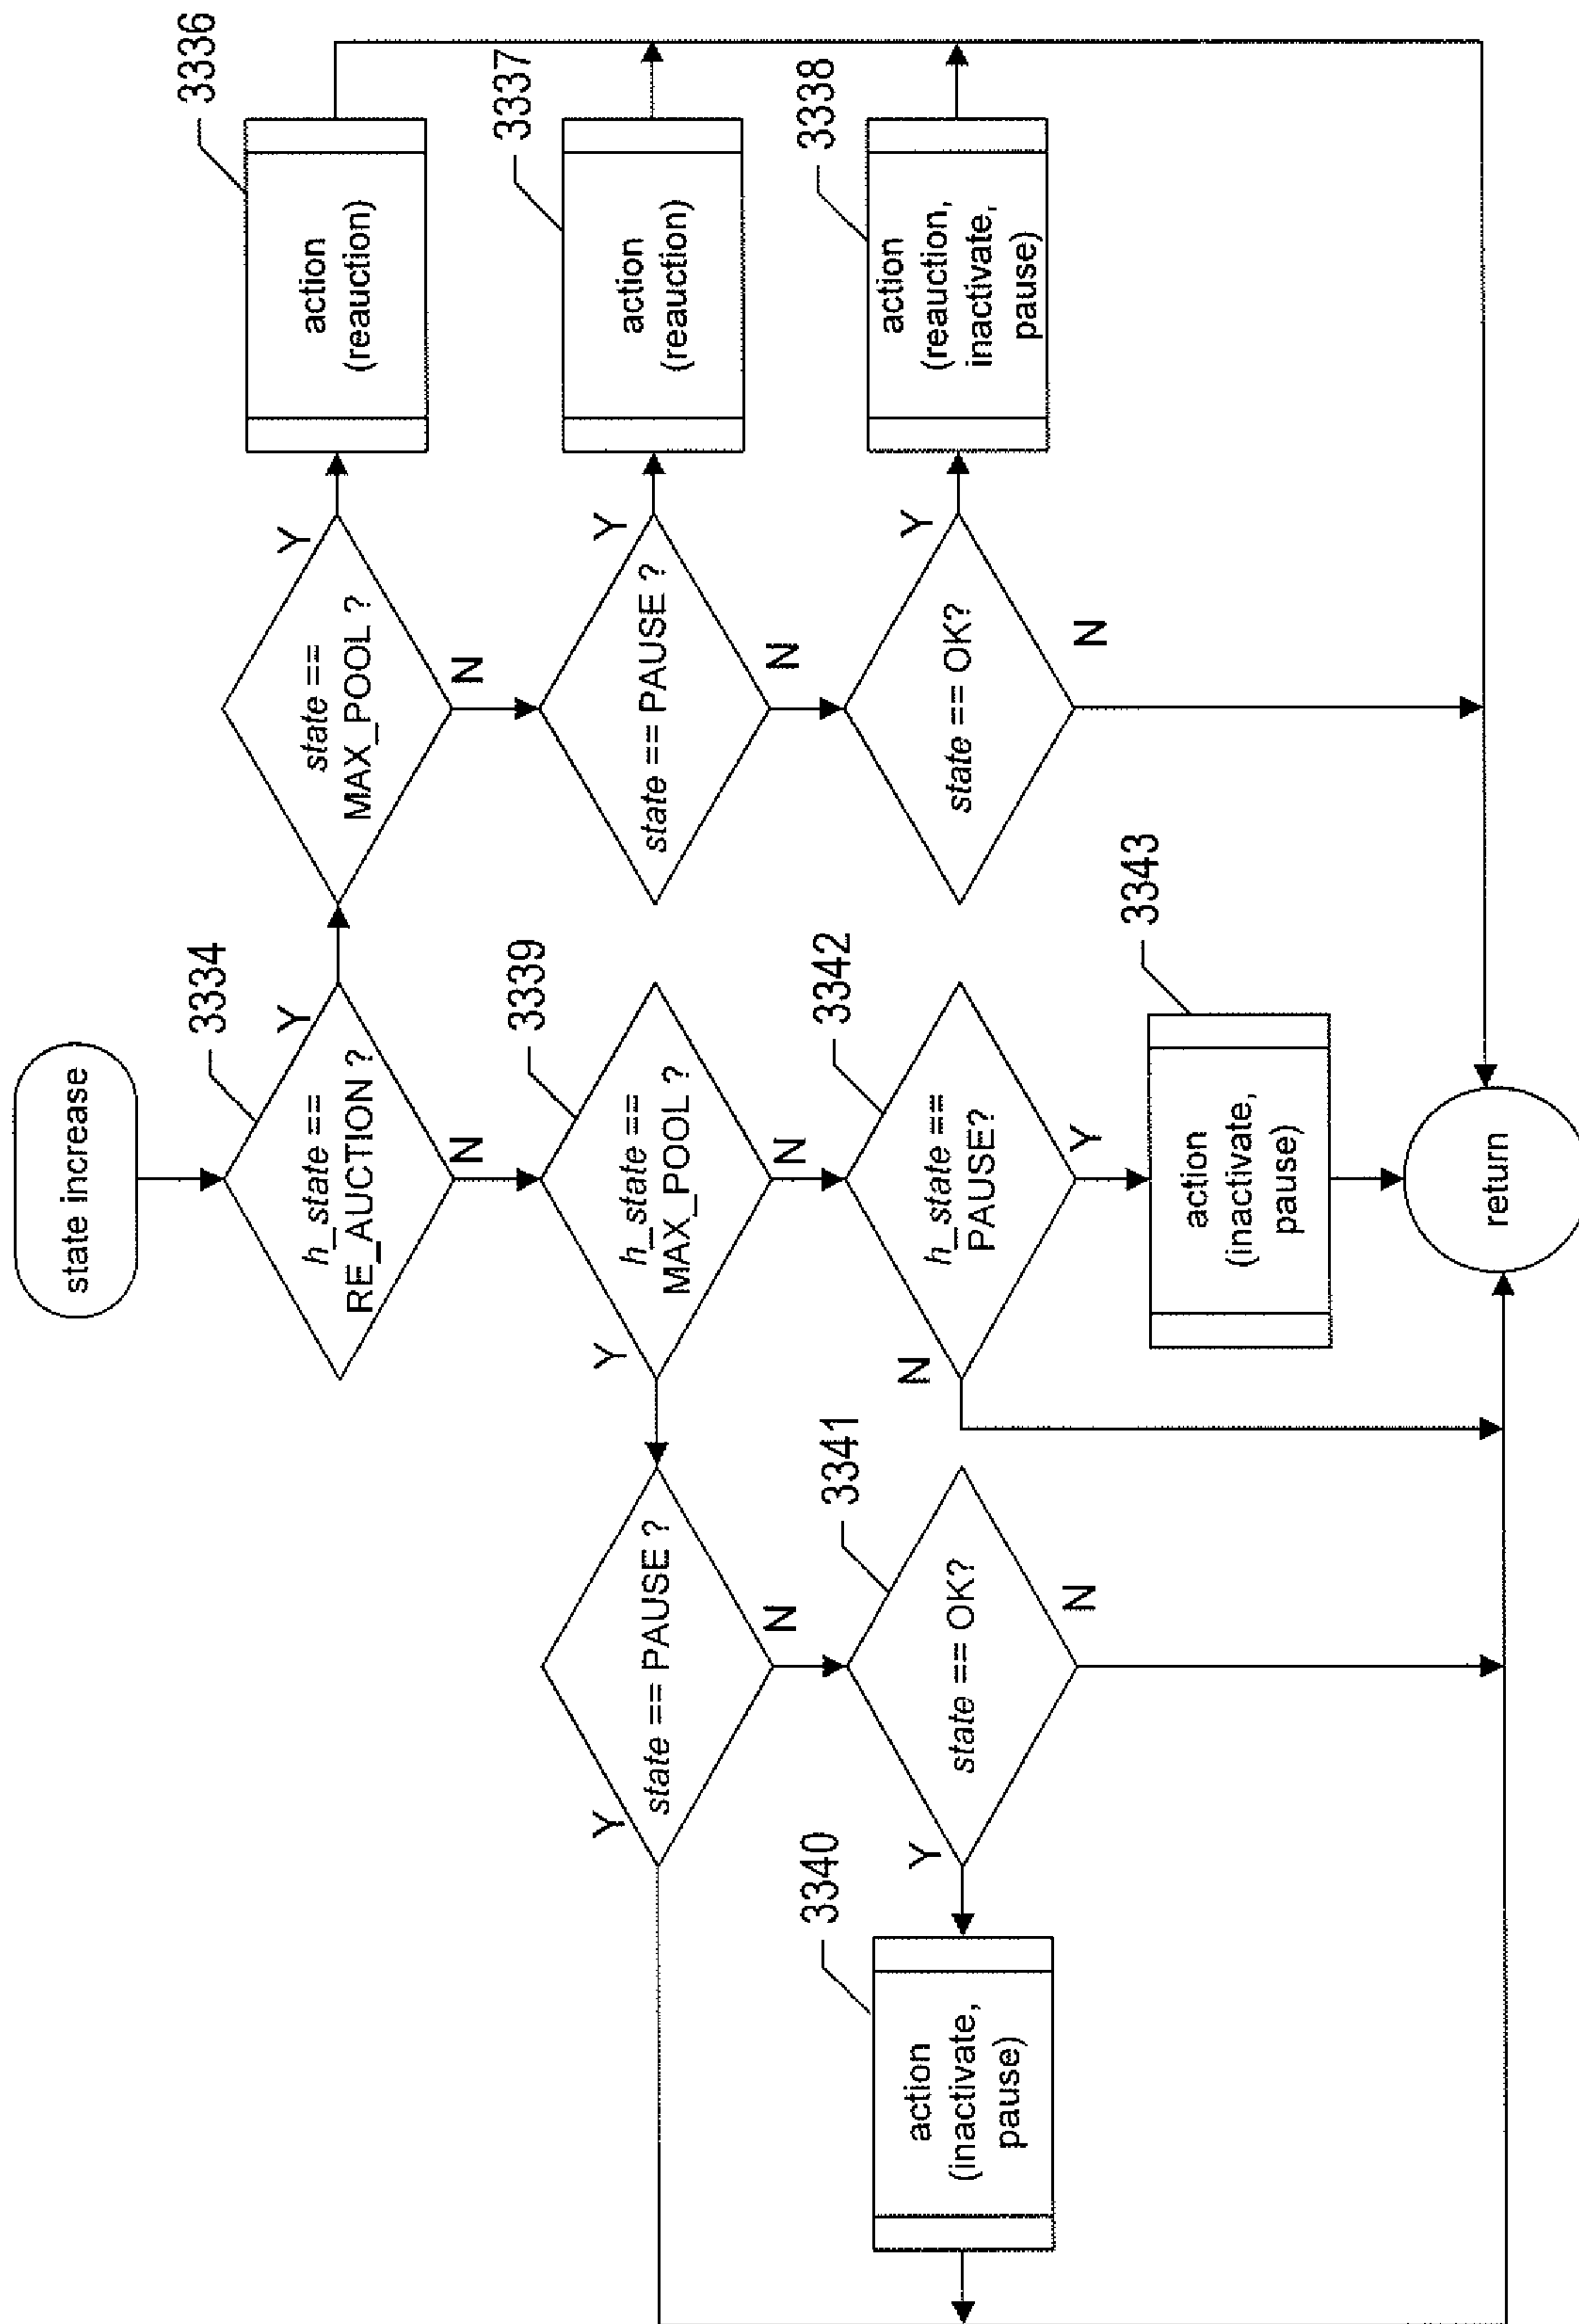 state increase
3334
h_state ==
RE_AUCTION ?
Y
N
state ==
MAX_POOL ?
Y
N
3336
action
(reauction)
state == PAUSE ?
Y
N
3337
action
(reauction)
state == OK?
Y
N
3338
action
(reauction,
inactivate,
pause)
3339
h_state ==
MAX_POOL ?
Y
N
state == PAUSE ?
Y
N
3341
state == OK?
Y
N
3340
action
(inactivate,
pause)
3342
h_state ==
PAUSE?
N
Y
3343
action
(inactivate,
pause)
return